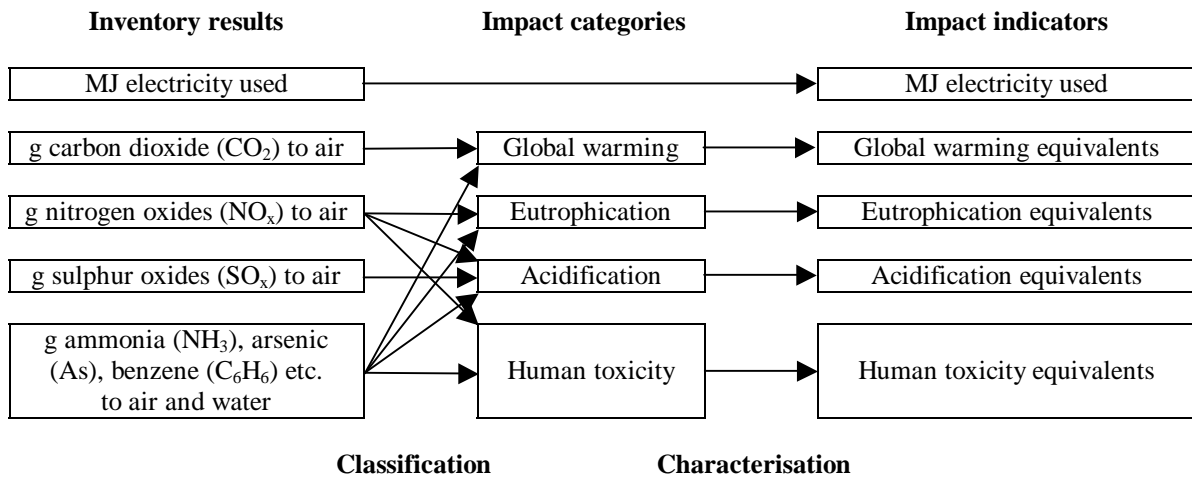 Inventory results Impact categories Impact indicators
MJ electricity used MJ electricity used
g carbon dioxide (CO₂) to air Global warming Global warming equivalents
g nitrogen oxides (NOₓ) to air Eutrophication Eutrophication equivalents
g sulphur oxides (SOₓ) to air Acidification Acidification equivalents
g ammonia (NH₃), arsenic
(As), benzene (C₆H₆) etc.
to air and water
Human toxicity Human toxicity equivalents
Classification Characterisation